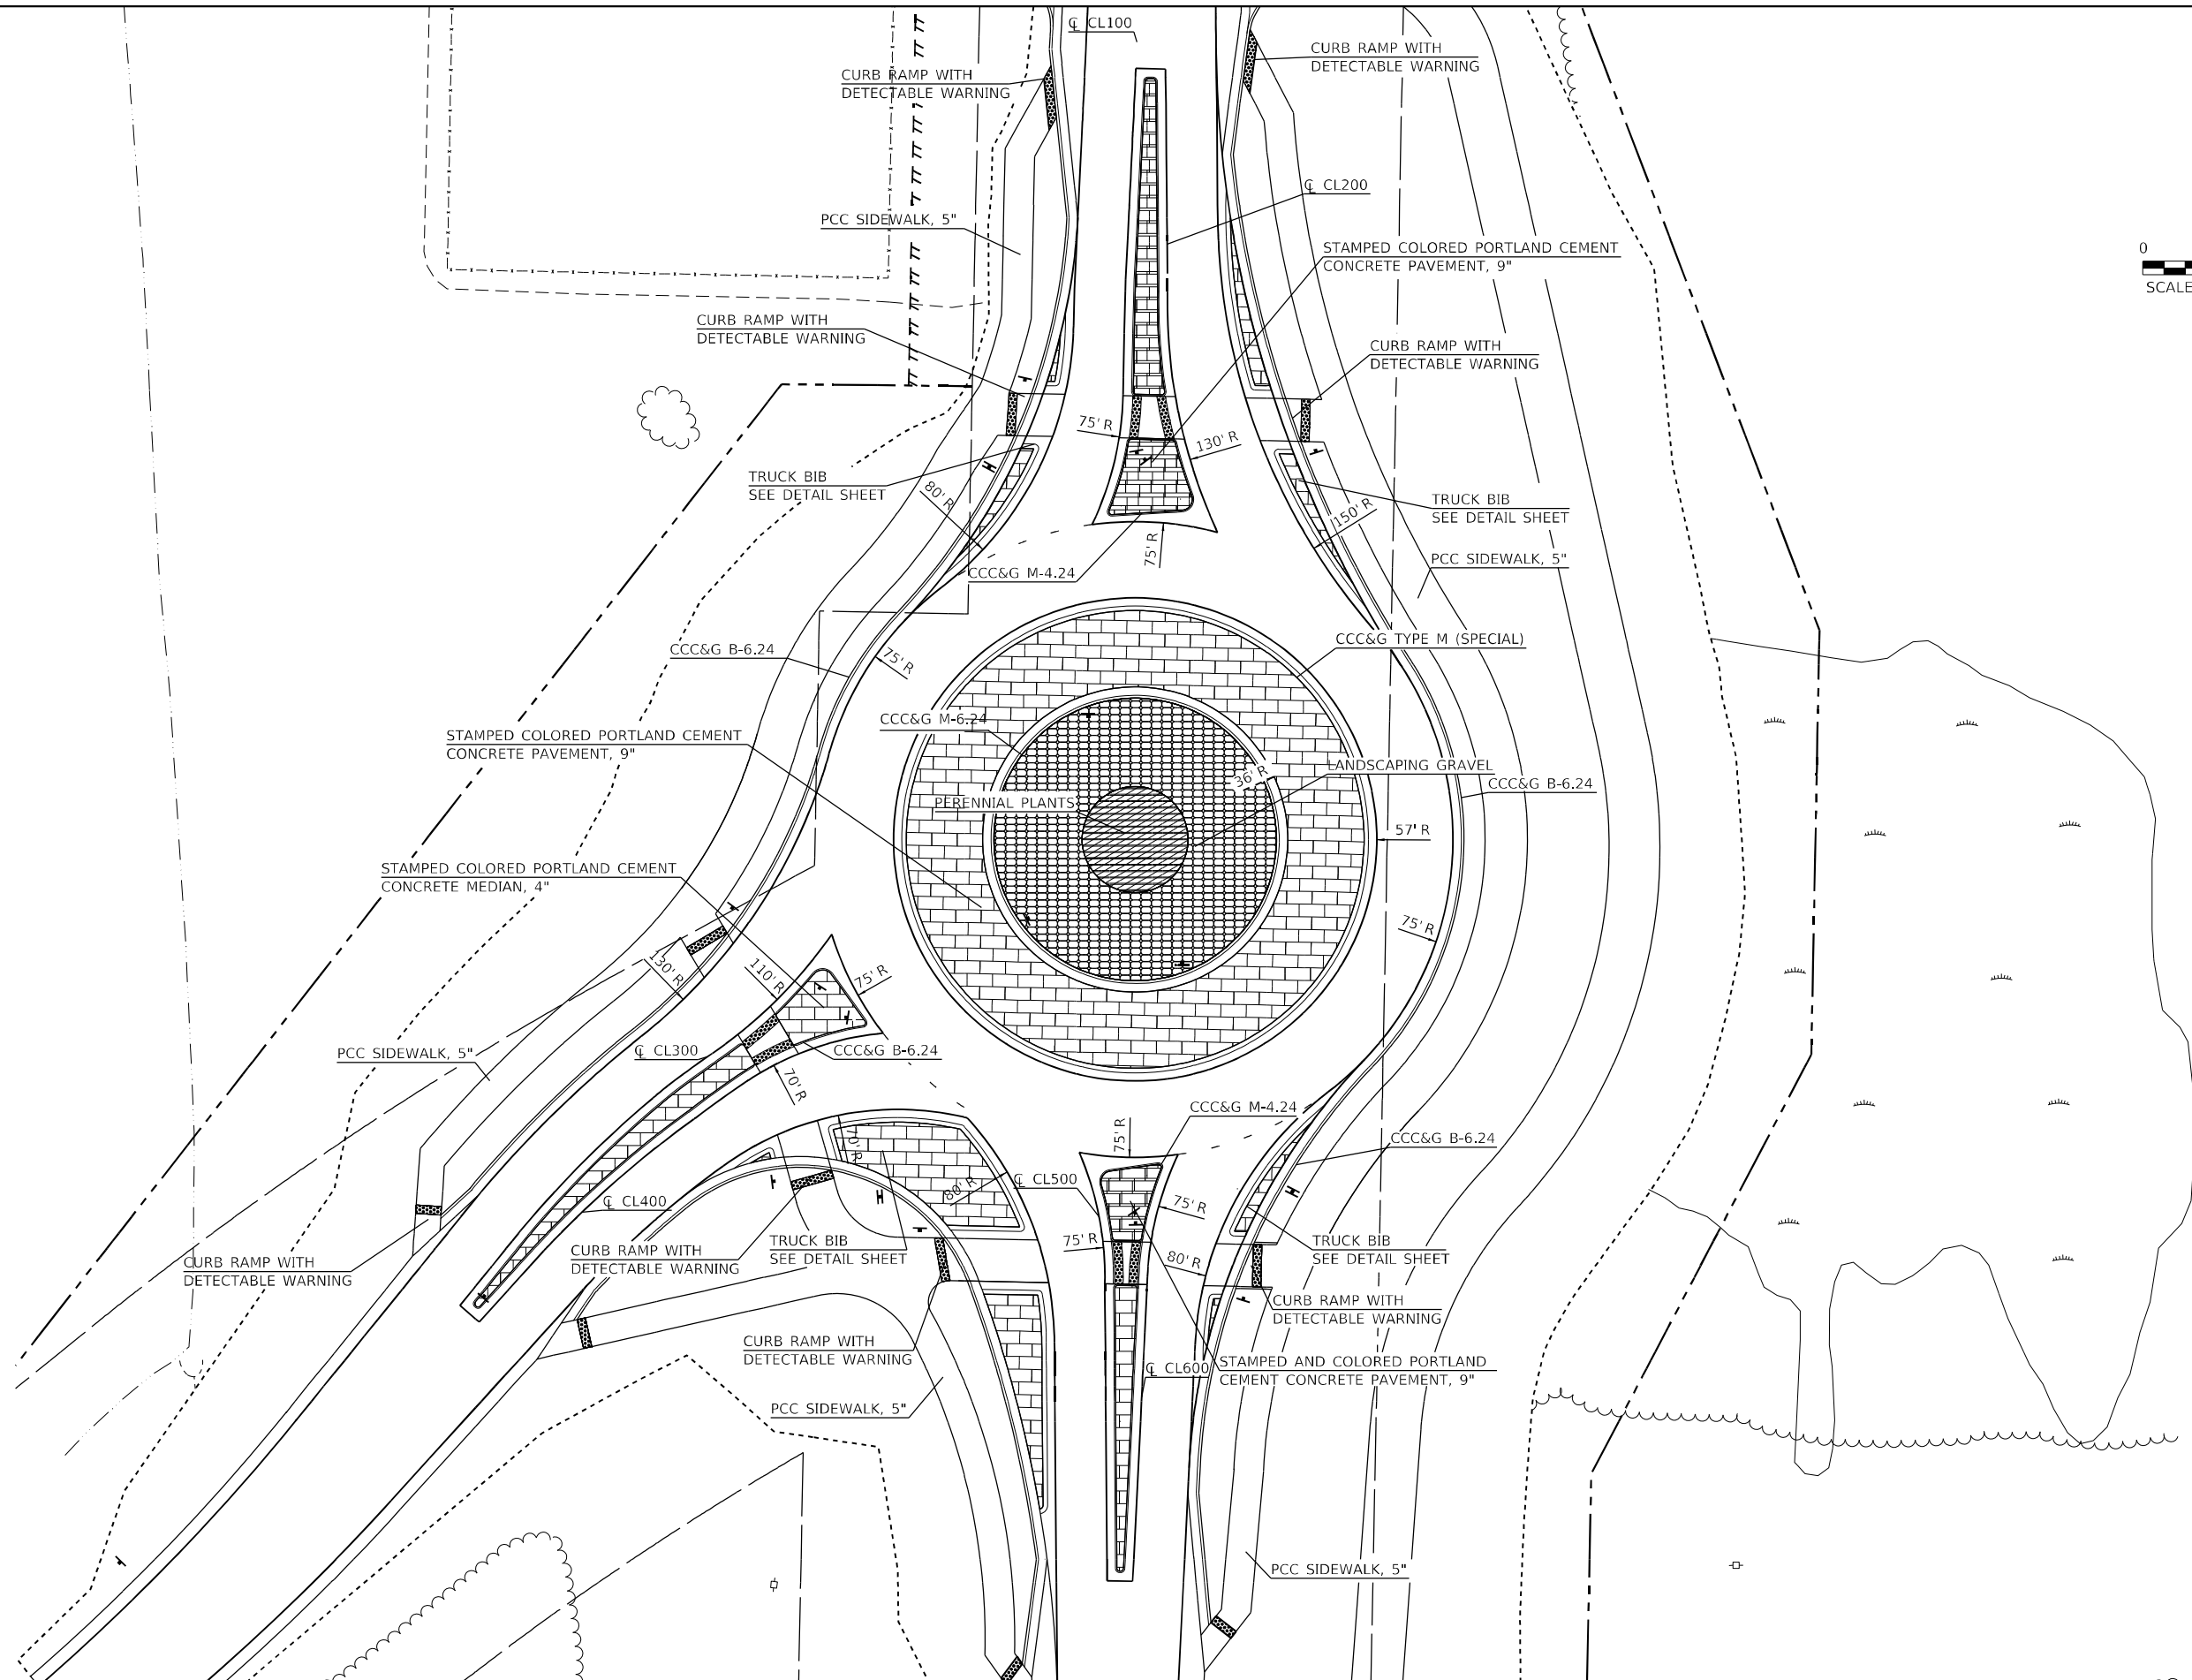 ℄ CL100
CURB RAMP WITH
DETECTABLE WARNING
CURB RAMP WITH
DETECTABLE WARNING
℄ CL200
PCC SIDEWALK, 5"
STAMPED COLORED PORTLAND CEMENT
CONCRETE PAVEMENT, 9"
0
SCALE
CURB RAMP WITH
DETECTABLE WARNING
CURB RAMP WITH
DETECTABLE WARNING
75' R
130' R
TRUCK BIB
SEE DETAIL SHEET
80' R
TRUCK BIB
SEE DETAIL SHEET
150' R
75' R
CCC&G M-4.24
PCC SIDEWALK, 5"
CCC&G B-6.24
75' R
CCC&G TYPE M (SPECIAL)
CCC&G M-6.24
STAMPED COLORED PORTLAND CEMENT
CONCRETE PAVEMENT, 9"
36' R
LANDSCAPING GRAVEL
CCC&G B-6.24
PERENNIAL PLANTS
57' R
STAMPED COLORED PORTLAND CEMENT
CONCRETE MEDIAN, 4"
75' R
130' R
110' R
75' R
PCC SIDEWALK, 5"
℄ CL300
CCC&G B-6.24
70' R
CCC&G M-4.24
75' R
70' R
CCC&G B-6.24
80' R
℄ CL500
℄ CL400
75' R
75' R
80' R
CURB RAMP WITH
DETECTABLE WARNING
CURB RAMP WITH
DETECTABLE WARNING
TRUCK BIB
SEE DETAIL SHEET
TRUCK BIB
SEE DETAIL SHEET
CURB RAMP WITH
DETECTABLE WARNING
CURB RAMP WITH
DETECTABLE WARNING
℄ CL600
STAMPED AND COLORED PORTLAND
CEMENT CONCRETE PAVEMENT, 9"
PCC SIDEWALK, 5"
PCC SIDEWALK, 5"